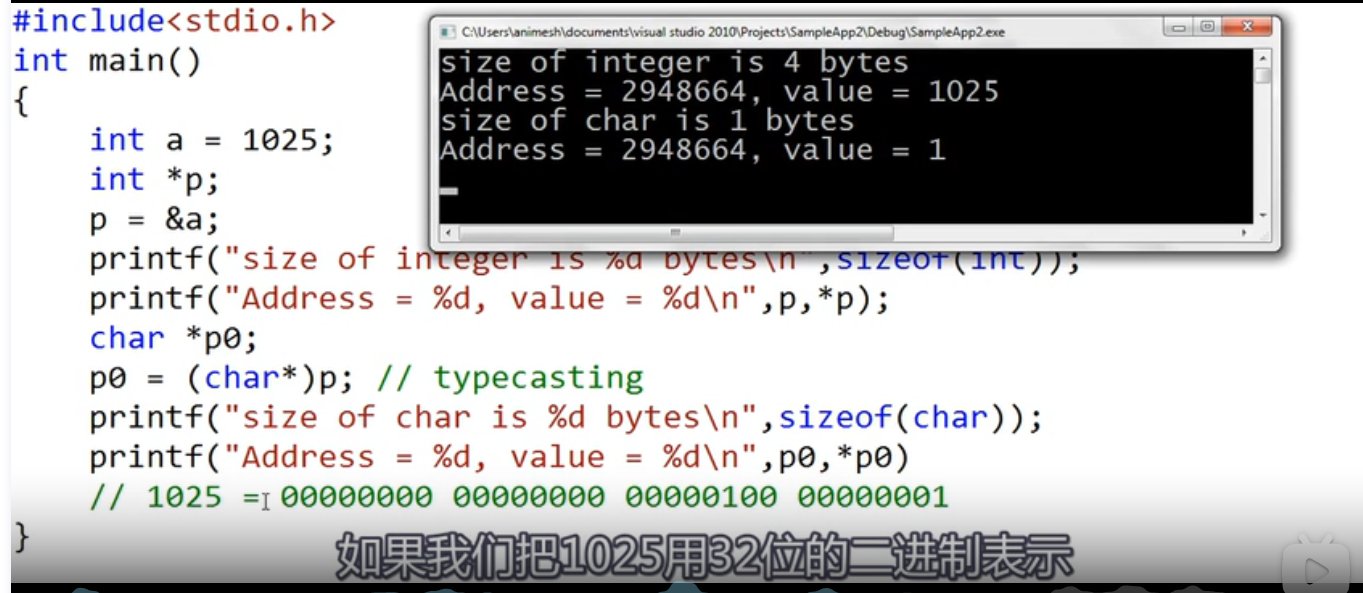 #include<stdio.h>
int main()
{
int a = 1025;
int *p;
p = &a;
printf("size of integer is %d bytes\n",sizeof(int));
printf("Address = %d, value = %d\n",p,*p);
char *p0;
p0 = (char*)p; // typecasting
printf("size of char is %d bytes\n",sizeof(char));
printf("Address = %d, value = %d\n",p0,*p0)
// 1025 = 00000000 00000000 00000100 00000001
}
C:\Users\animesh\documents\visual studio 2010\Projects\SampleApp2\Debug\SampleApp2.exe
size of integer is 4 bytes
Address = 2948664, value = 1025
size of char is 1 bytes
Address = 2948664, value = 1
如果我们把1025用32位的二进制表示